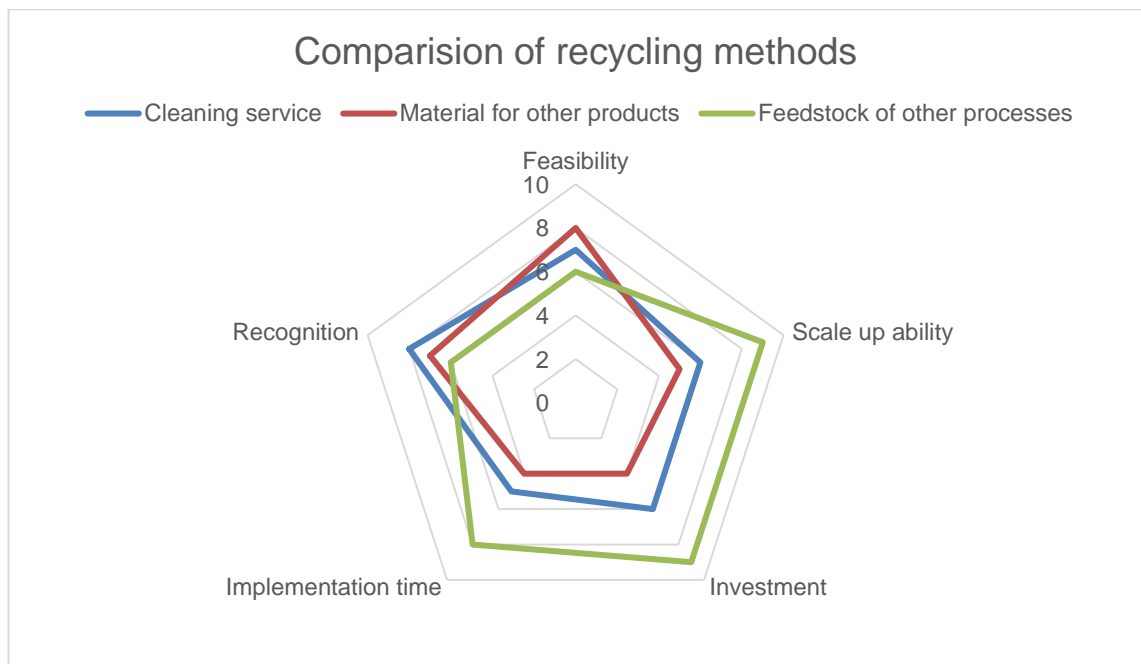 Comparision of recycling methods
Cleaning service Material for other products Feedstock of other processes
Feasibility
10
8
6
4
2
0
Recognition
Scale up ability
Implementation time
Investment